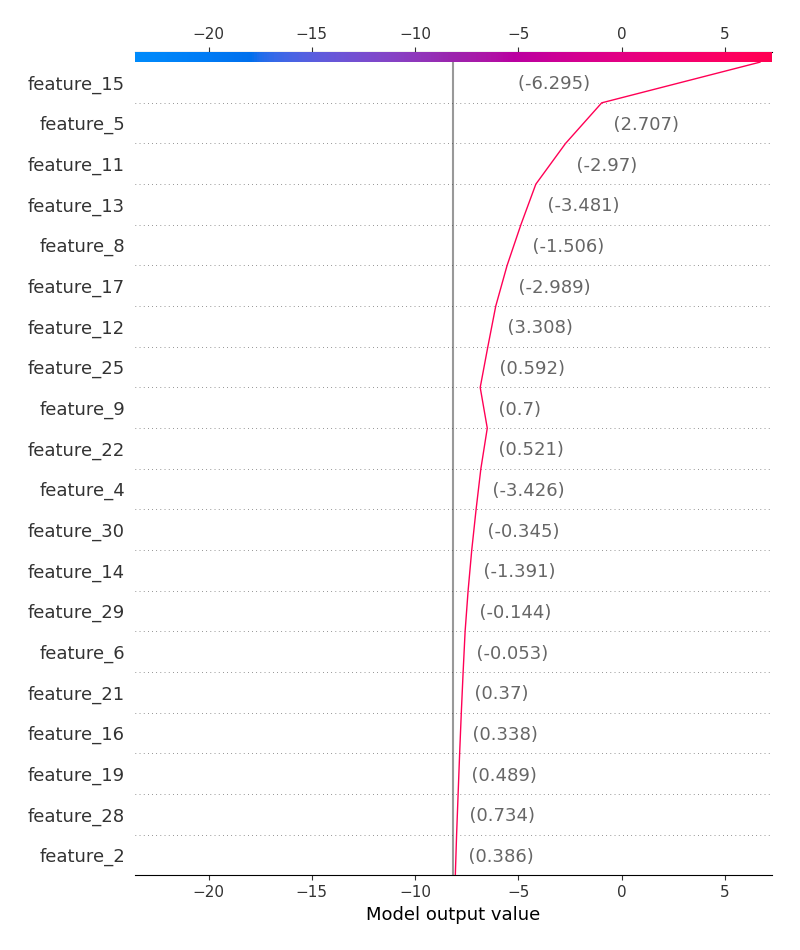 −20 −15 −10 −5 0 5
feature_15 (-6.295)
feature_5 (2.707)
feature_11 (-2.97)
feature_13 (-3.481)
feature_8 (-1.506)
feature_17 (-2.989)
feature_12 (3.308)
feature_25 (0.592)
feature_9 (0.7)
feature_22 (0.521)
feature_4 (-3.426)
feature_30 (-0.345)
feature_14 (-1.391)
feature_29 (-0.144)
feature_6 (-0.053)
feature_21 (0.37)
feature_16 (0.338)
feature_19 (0.489)
feature_28 (0.734)
feature_2 (0.386)
−20 −15 −10 −5 0 5
Model output value